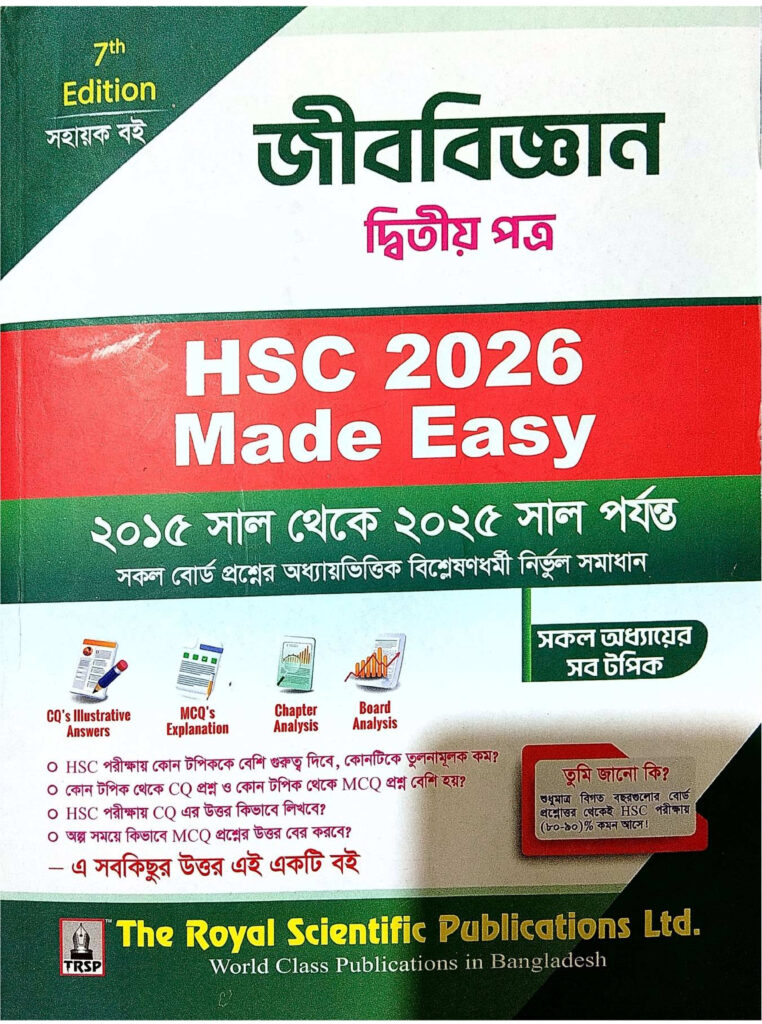 7th
Edition
সহায়ক বই
জীববিজ্ঞান
দ্বিতীয় পত্র
HSC 2026
Made Easy
২০১৫ সাল থেকে ২০২৫ সাল পর্যন্ত
সকল বোর্ড প্রশ্নের অধ্যায়ভিত্তিক বিশ্লেষণধর্মী নির্ভুল সমাধান
সকল অধ্যায়ের
সব টপিক
CQ's Illustrative
Answers
MCQ's
Explanation
Chapter
Analysis
Board
Analysis
HSC পরীক্ষায় কোন টপিককে বেশি গুরুত্ব দিবে, কোনটিকে তুলনামূলক কম?
কোন টপিক থেকে CQ প্রশ্ন ও কোন টপিক থেকে MCQ প্রশ্ন বেশি হয়?
HSC পরীক্ষায় CQ এর উত্তর কিভাবে লিখবে?
অল্প সময়ে কিভাবে MCQ প্রশ্নের উত্তর বের করবে?
– এ সবকিছুর উত্তর এই একটি বই
তুমি জানো কি?
শুধুমাত্র বিগত বছরগুলোর বোর্ড
প্রশ্নোত্তর থেকেই HSC পরীক্ষায়
(৮০-৯০)% কমন আসে!
TRSP
TM
The Royal Scientific Publications Ltd.
World Class Publications in Bangladesh